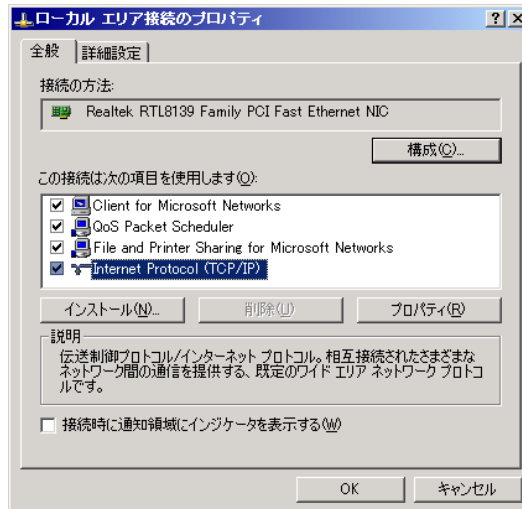 ローカル エリア接続のプロパティ
全般
詳細設定
接続の方法:
Realtek RTL8139 Family PCI Fast Ethernet NIC
構成(C)...
この接続は次の項目を使用します(O):
Client for Microsoft Networks
QoS Packet Scheduler
File and Printer Sharing for Microsoft Networks
Internet Protocol (TCP/IP)
インストール(N)...
削除(U)
プロパティ(R)
説明
伝送制御プロトコル/インターネット プロトコル。相互接続されたさまざまな
ネットワーク間の通信を提供する、既定のワイド エリア ネットワーク プロトコ
ルです。
接続時に通知領域にインジケータを表示する(W)
OK
キャンセル